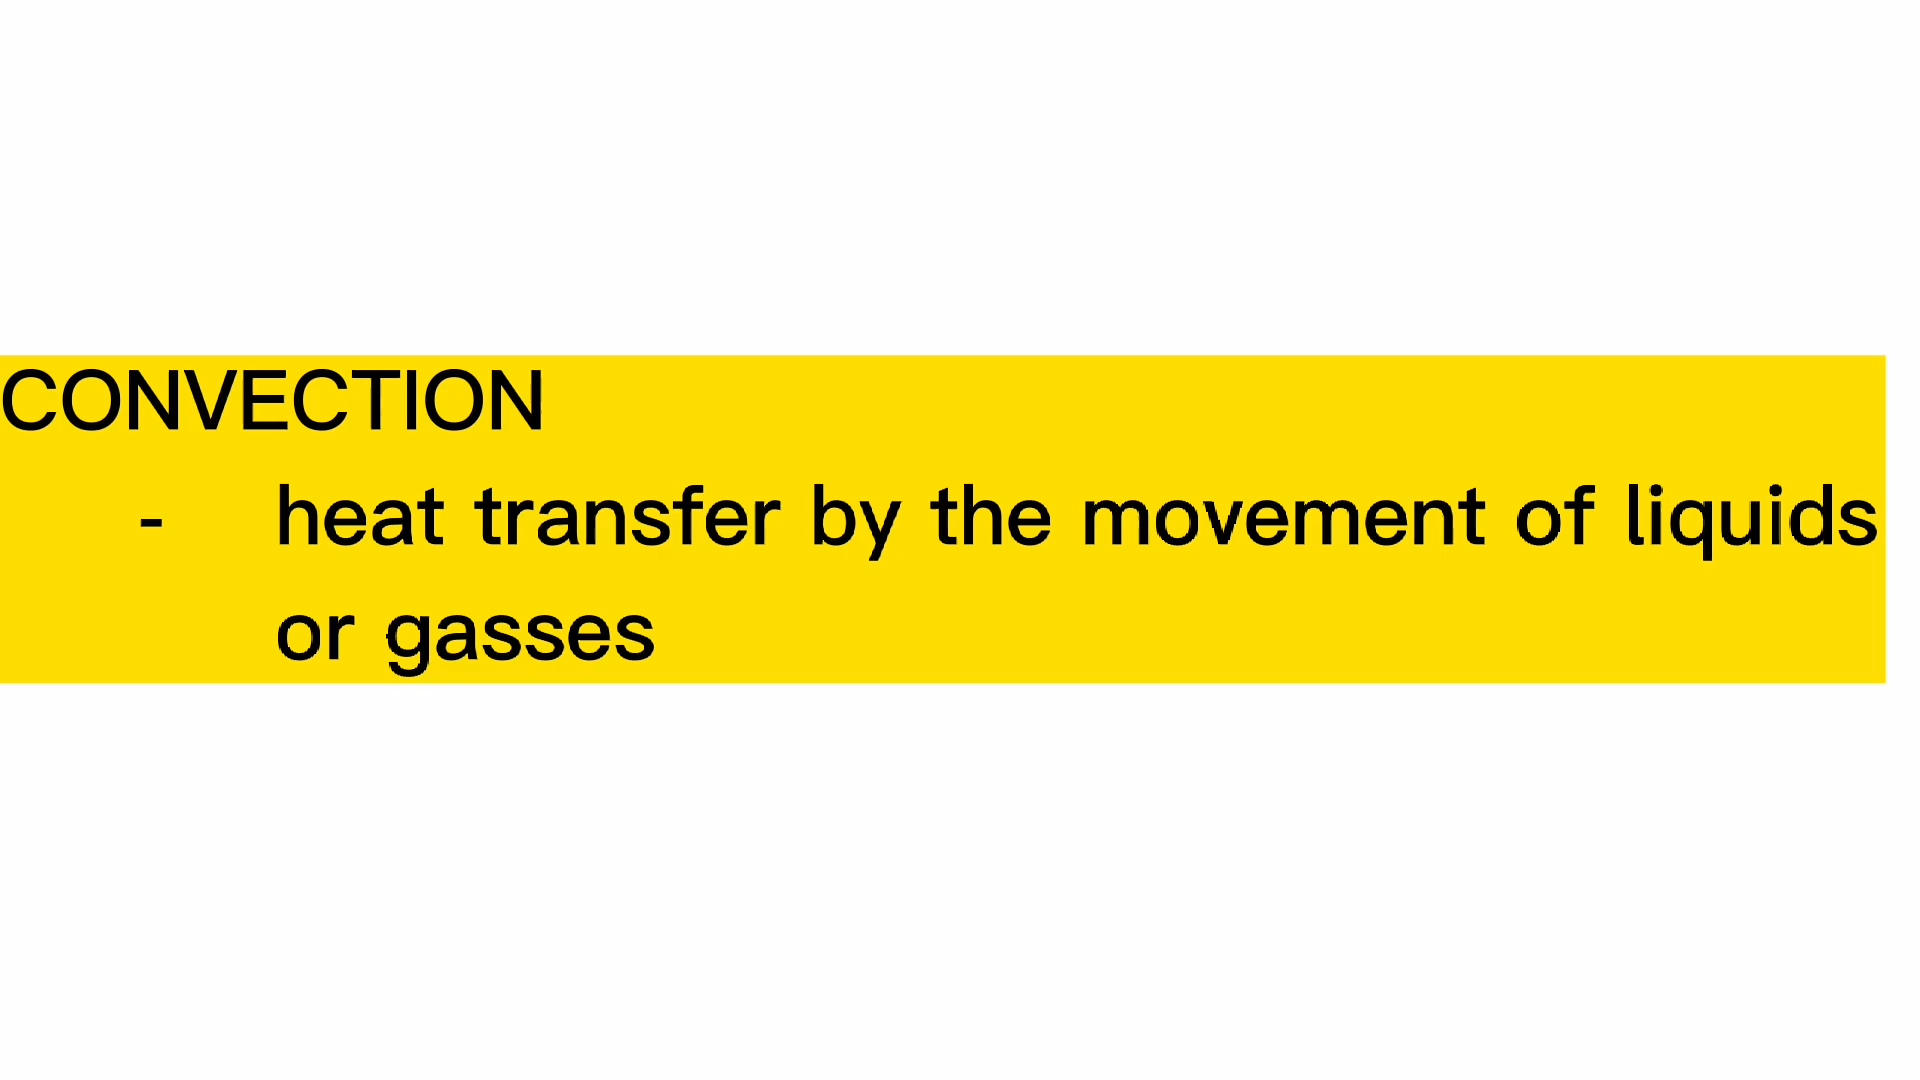 CONVECTION
- heat transfer by the movement of liquids
or gasses